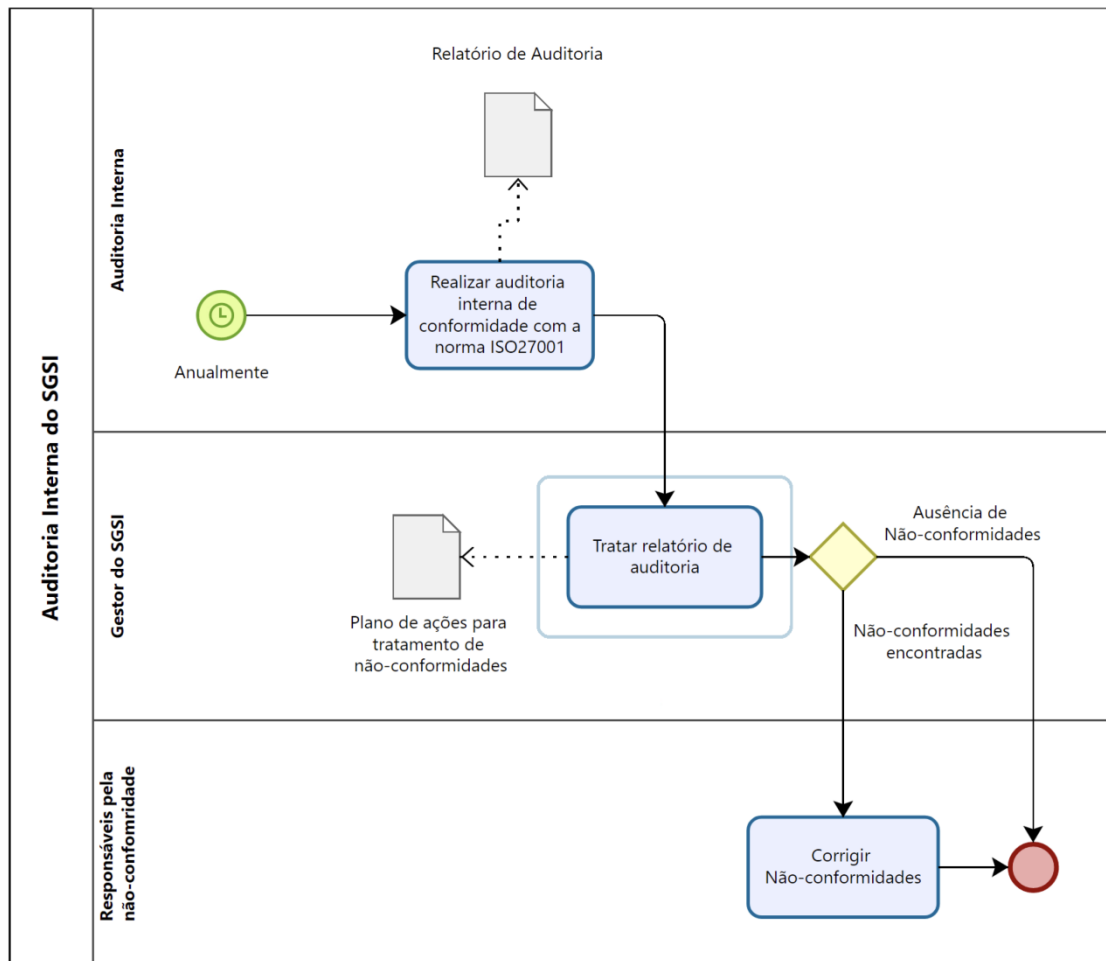 Auditoria Interna do SGSI
Auditoria Interna
Relatório de Auditoria
Anualmente
Realizar auditoria
interna de
conformidade com a
norma ISO27001
Gestor do SGSI
Plano de ações para
tratamento de
não-conformidades
Tratar relatório de
auditoria
Ausência de
Não-conformidades
Não-conformidades
encontradas
Responsáveis pela
não-confomridade
Corrigir
Não-conformidades